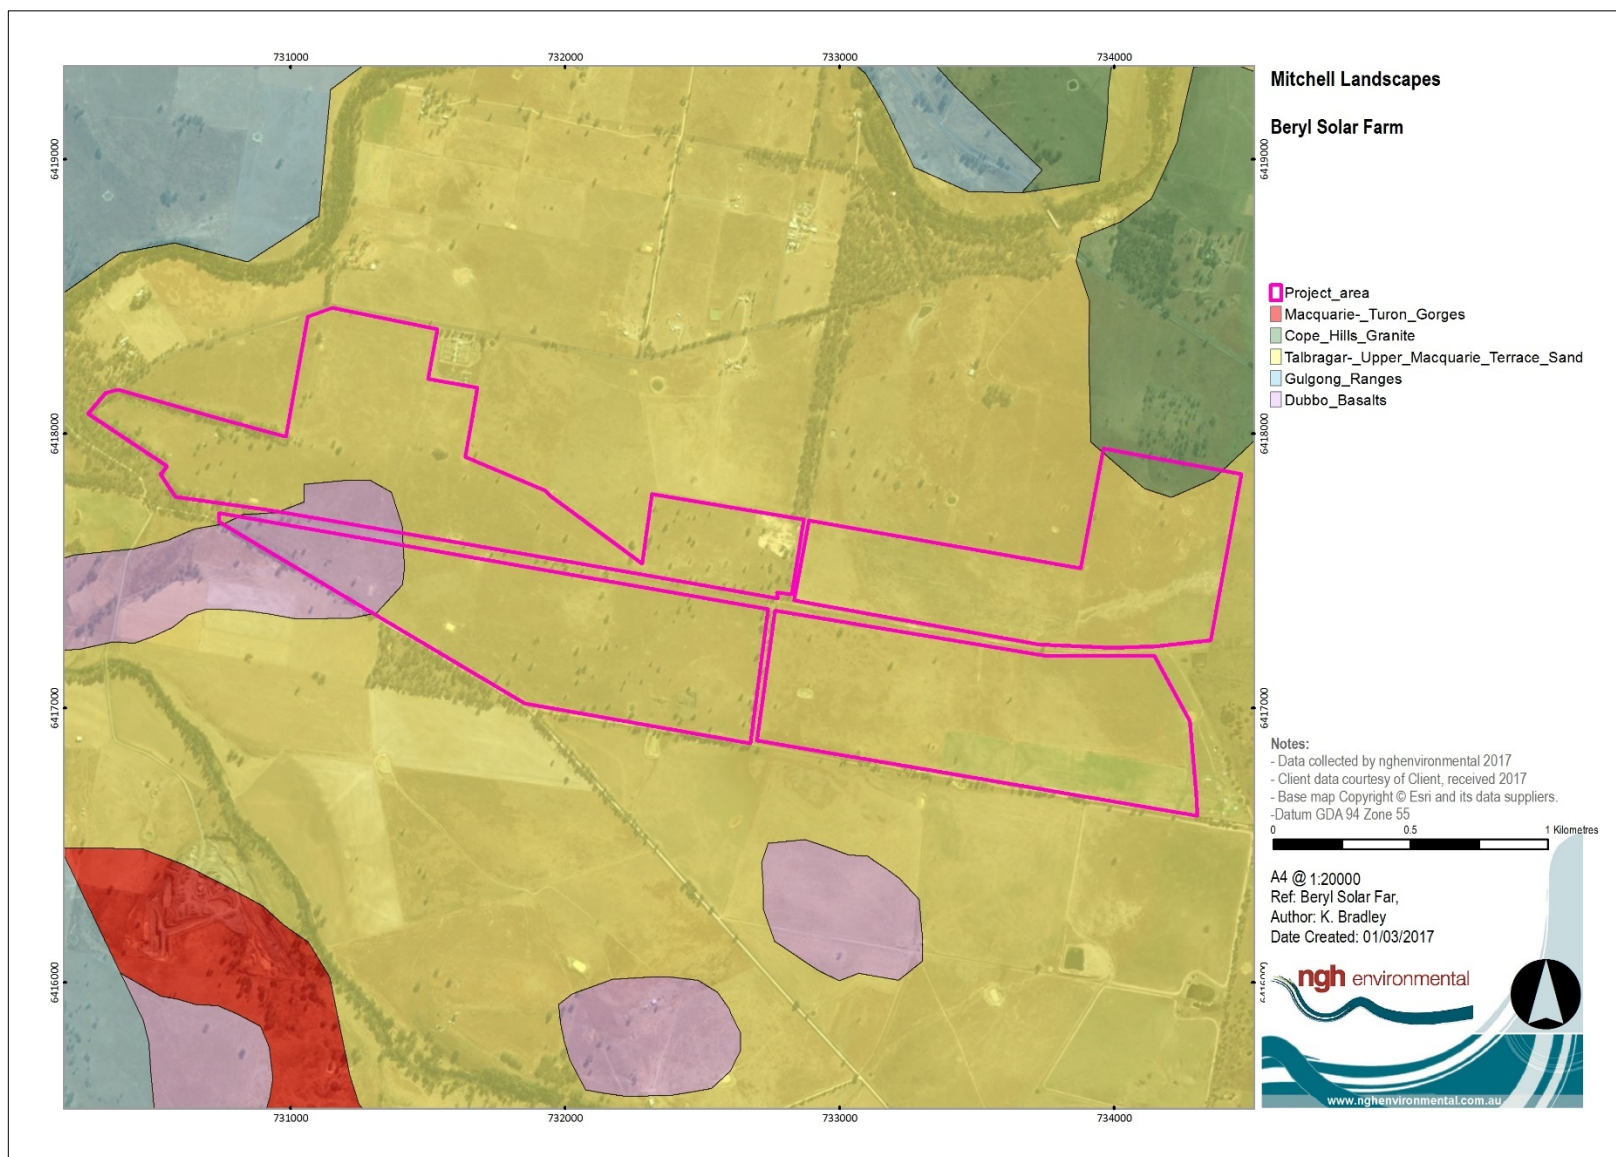 731000 732000 733000 734000
Mitchell Landscapes
Beryl Solar Farm
6419000 6419000
Project_area
Macquarie-_Turon_Gorges
Cope_Hills_Granite
Talbragar-_Upper_Macquarie_Terrace_Sand
Gulgong_Ranges
Dubbo_Basalts
6418000 6418000
6417000 6417000
Notes:
- Data collected by nghenvironmental 2017
- Client data courtesy of Client, received 2017
- Base map Copyright © Esri and its data suppliers.
-Datum GDA 94 Zone 55
0 0.5 1 Kilometres
A4 @ 1:20000
Ref: Beryl Solar Far,
Author: K. Bradley
Date Created: 01/03/2017
6416000 6416000
ngh environmental
www.nghenvironmental.com.au
731000 732000 733000 734000